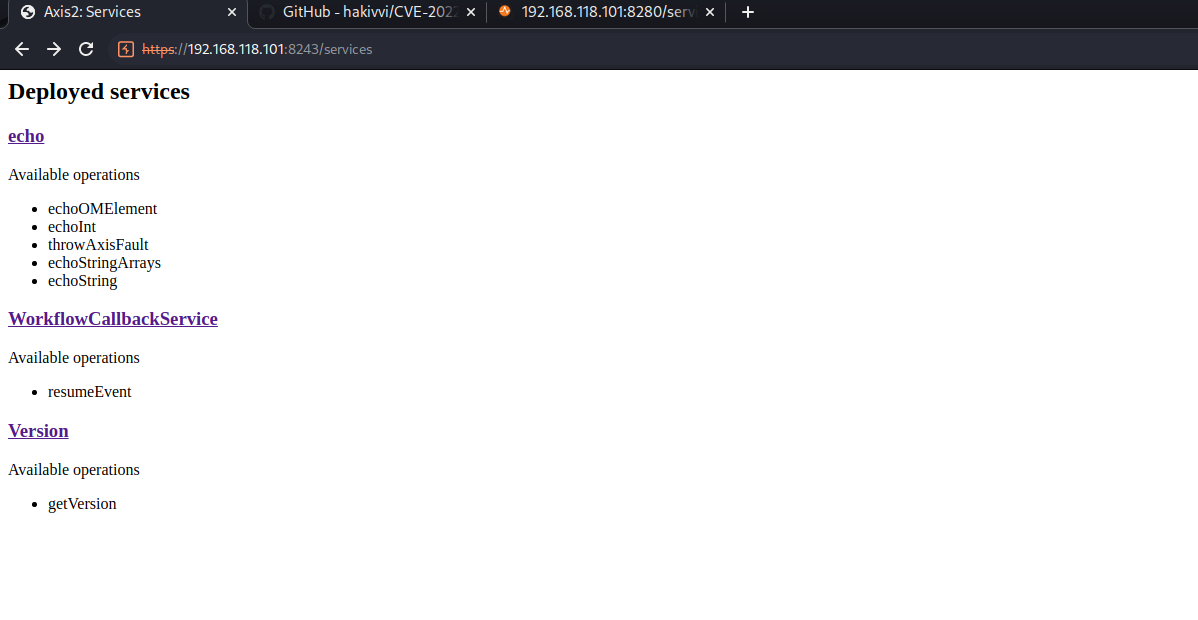 Axis2: Services
GitHub - hakivvi/CVE-202
192.168.118.101:8280/serv
https://192.168.118.101:8243/services
Deployed services
echo
Available operations
echoOMElement
echoInt
throwAxisFault
echoStringArrays
echoString
WorkflowCallbackService
Available operations
resumeEvent
Version
Available operations
getVersion